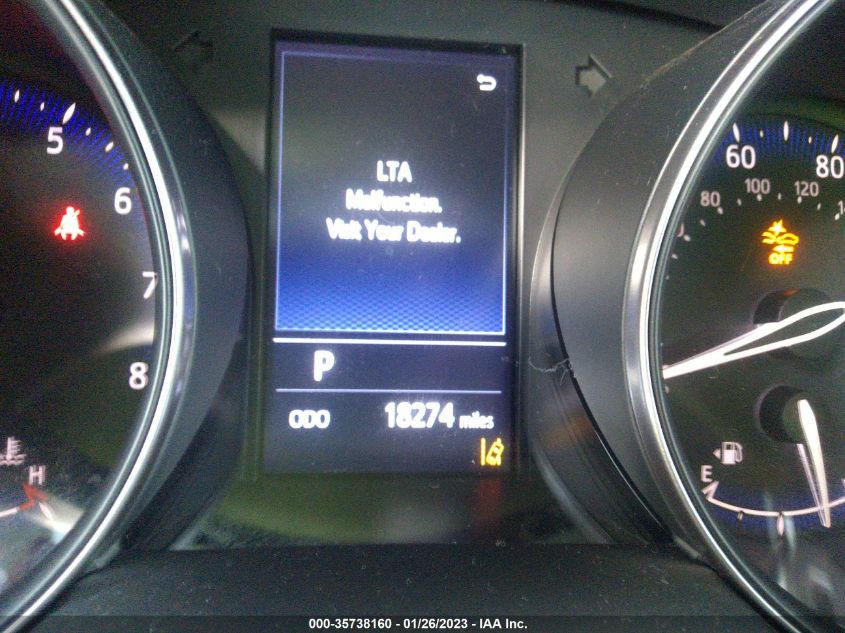 5
6
7
8
H
LTA
Malfunction.
Visit Your Dealer.
P
ODO 18274 miles
60
80
80
100
120
OFF
E
000-35738160 - 01/26/2023 - IAA Inc.